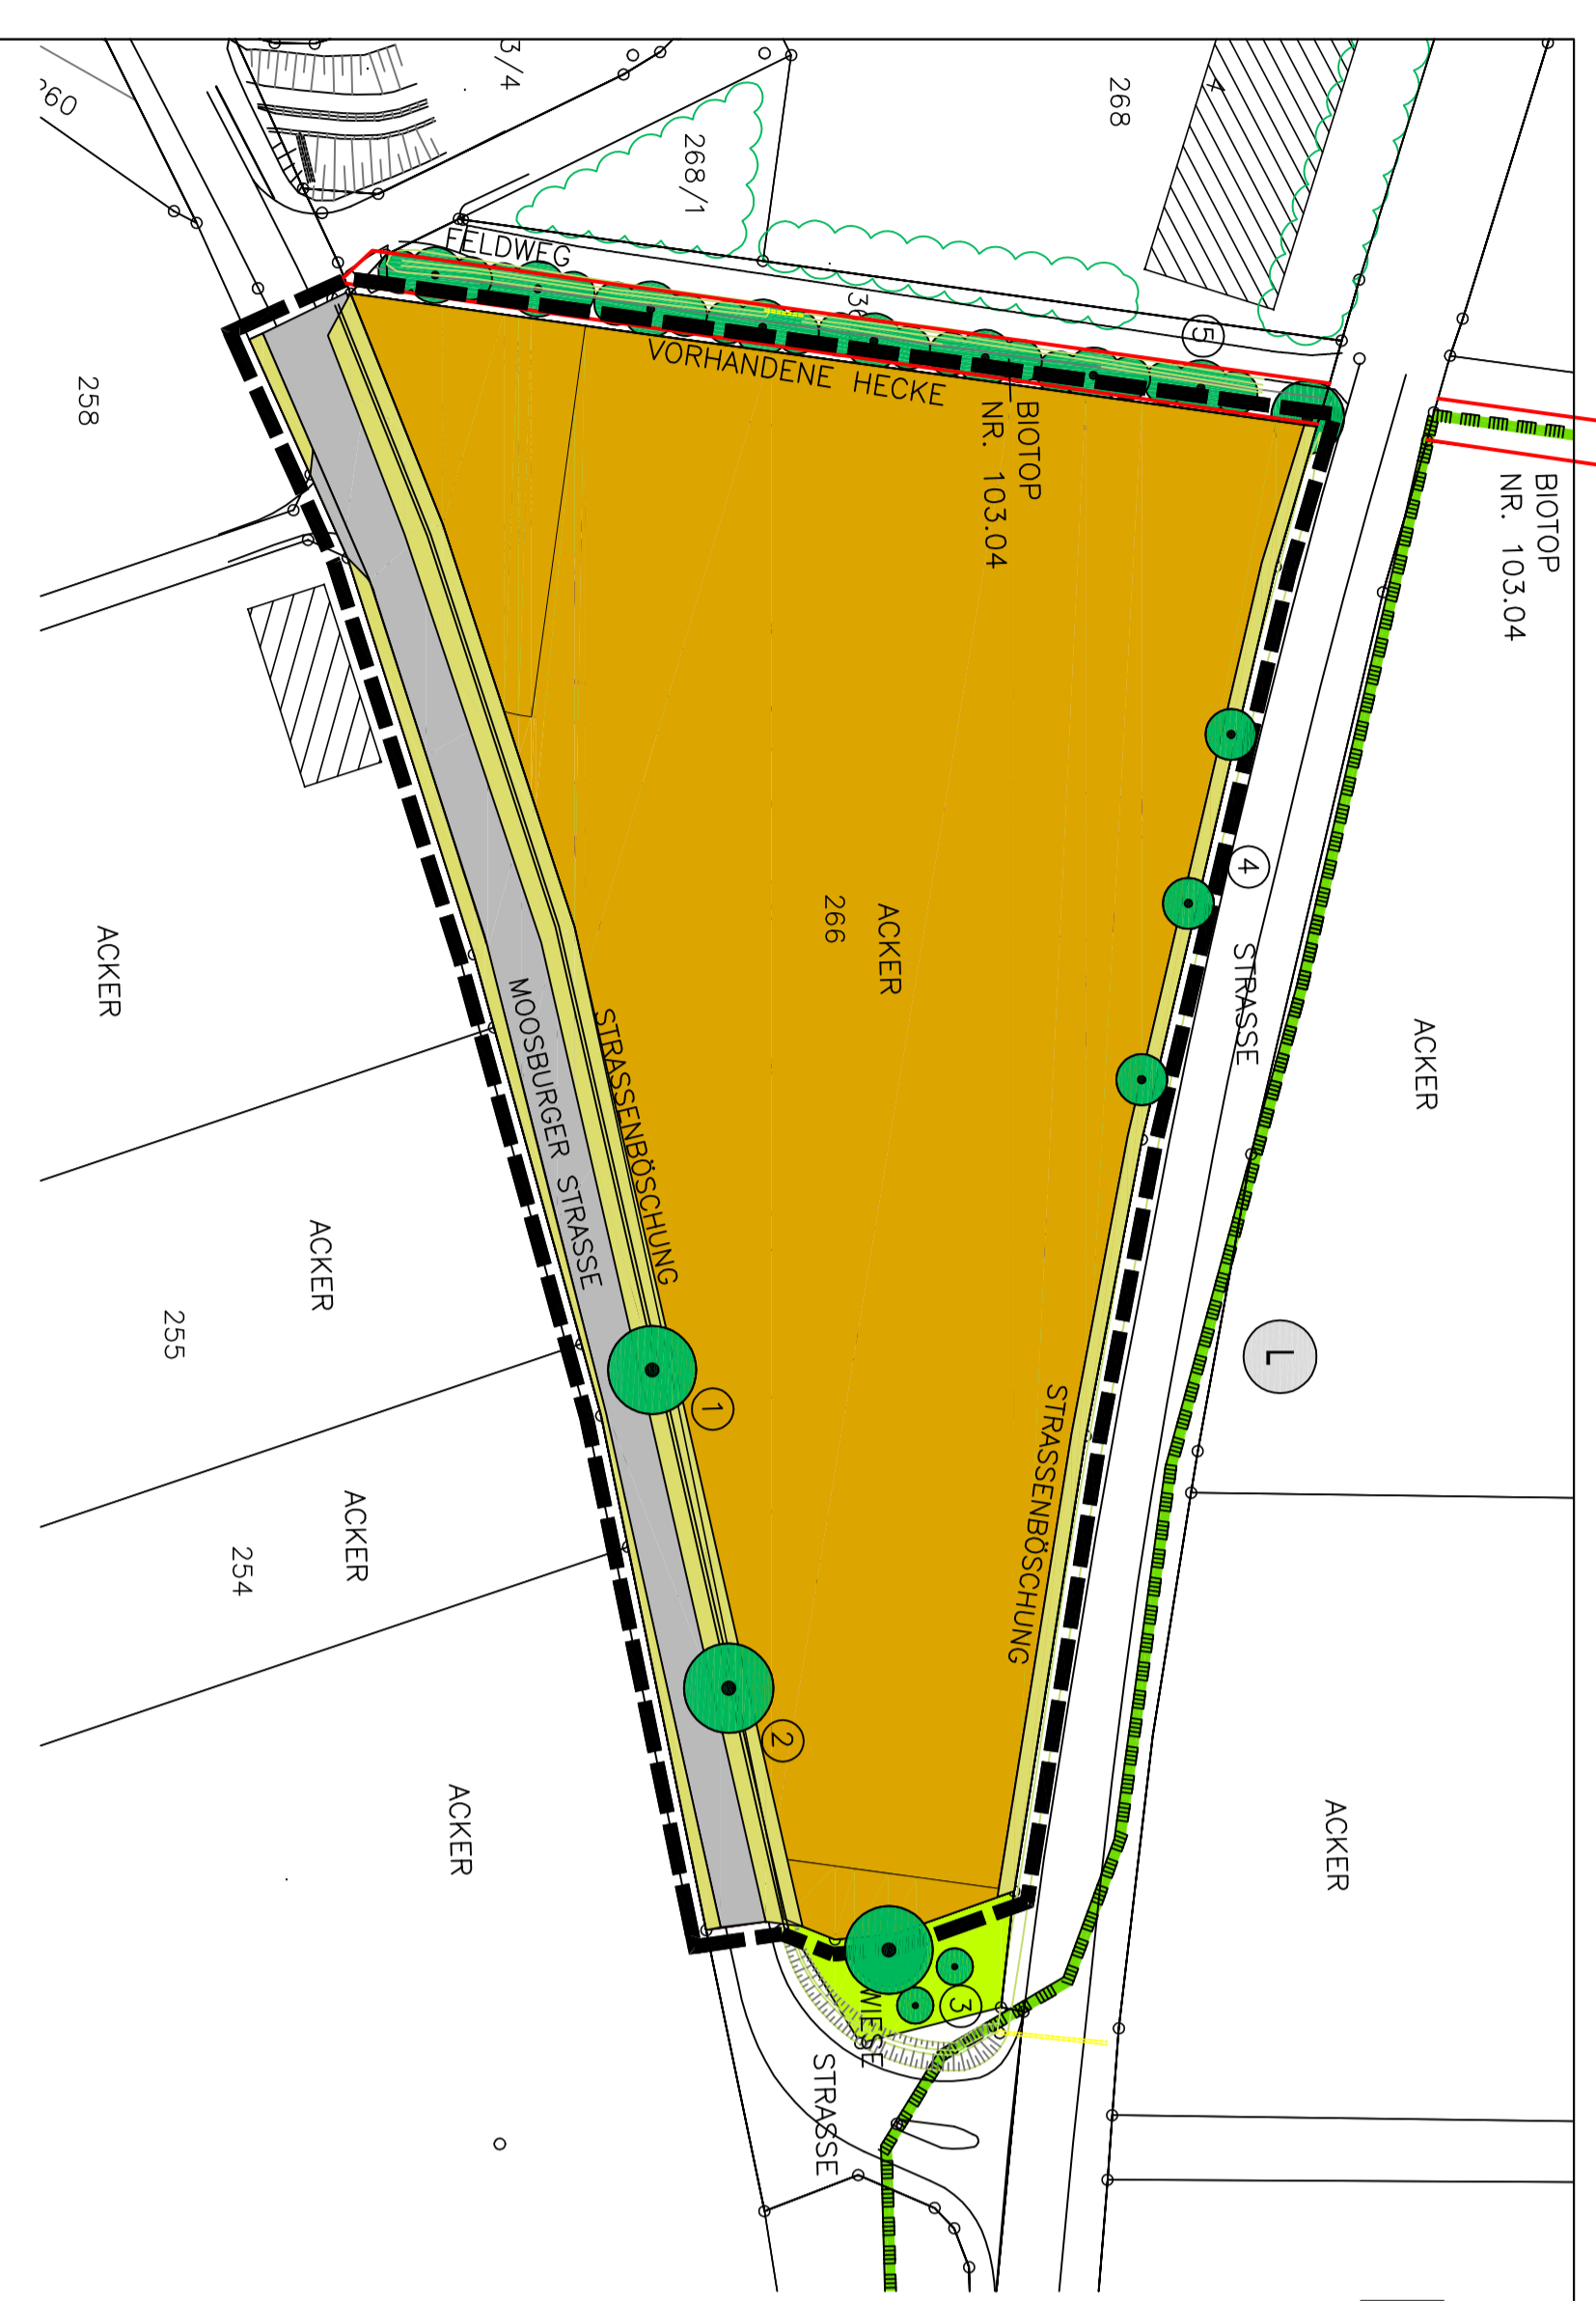 BIOTOP
NR. 103.04
ACKER
ACKER
268
4
5
4
STRASSE
L
BIOTOP
NR. 103.04
STRASSENBÖSCHUNG
3/4
268/1
FELDWEG
VORHANDENE HECKE
ACKER
266
STRASSENBÖSCHUNG
MOOSBURGER STRASSE
1
2
3
WIESE
STRASSE
258
ACKER
ACKER
255
ACKER
254
ACKER